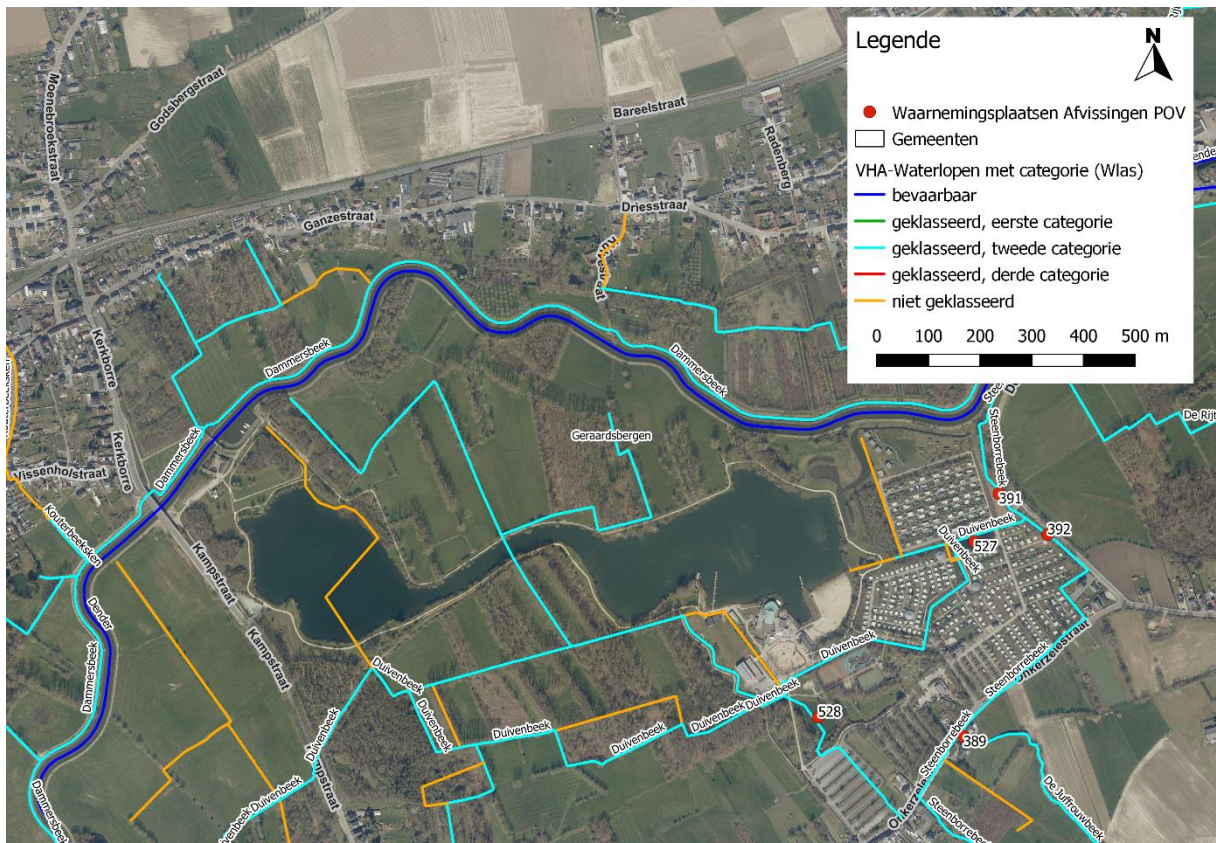 Legende
N
Waarnemingsplaatsen Afvissingen POV
Gemeenten
VHA-Waterlopen met categorie (Wlas)
bevaarbaar
geklasseerd, eerste categorie
geklasseerd, tweede categorie
geklasseerd, derde categorie
niet geklasseerd
0 100 200 300 400 500 m
Moenebroekstraat
Godsbergstraat
Bareelstraat
Radenberg
Ganzestraat
Driesstraat
Kerkborre
Dammersbeek
Dammersbeek
Steenborrebeek
Geraardsbergen
Kerkborre
Vissenholstraat
Dammersbeek
391
Kouterbeeksken
Duivenbeek
392
527
Duivenbeek
Kampstraat
Dender
Dammersbeek
Kampstraat
Duivenbeek
Duivenbeek
Steenborrebeek
Onkerzelestraat
Duivenbeek
Duivenbeek
Duivenbeek
Duivenbeek
528
Duivenbeek
Duivenbeek
Steenborrebeek
389
De Juffrouwbeek
Duivenbeek
Duivenbeek
Dammersbeek
Steenborrebeek